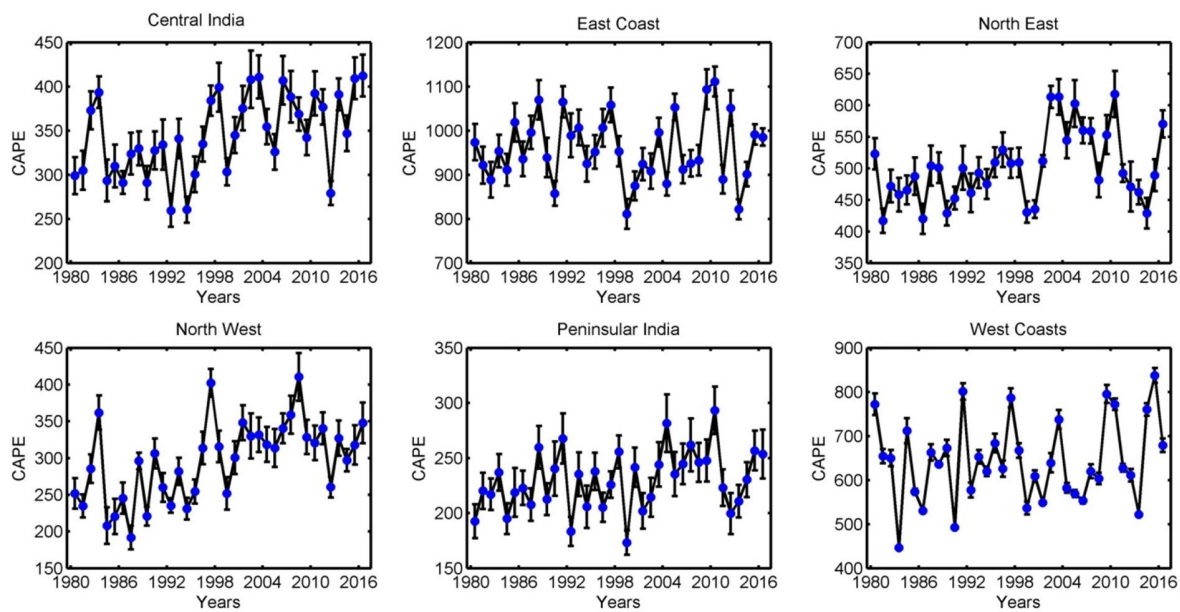 Central India
East Coast
North East
450
400
350
300
250
200
CAPE
1980 1986 1992 1998 2004 2010 2016
Years
1200
1100
1000
900
800
700
CAPE
1980 1986 1992 1998 2004 2010 2016
Years
700
650
600
550
500
450
400
350
CAPE
1980 1986 1992 1998 2004 2010 2016
Years
North West
Peninsular India
West Coasts
450
400
350
300
250
200
150
CAPE
1980 1986 1992 1998 2004 2010 2016
Years
350
300
250
200
150
CAPE
1980 1986 1992 1998 2004 2010 2016
Years
900
800
700
600
500
400
CAPE
1980 1986 1992 1998 2004 2010 2016
Years